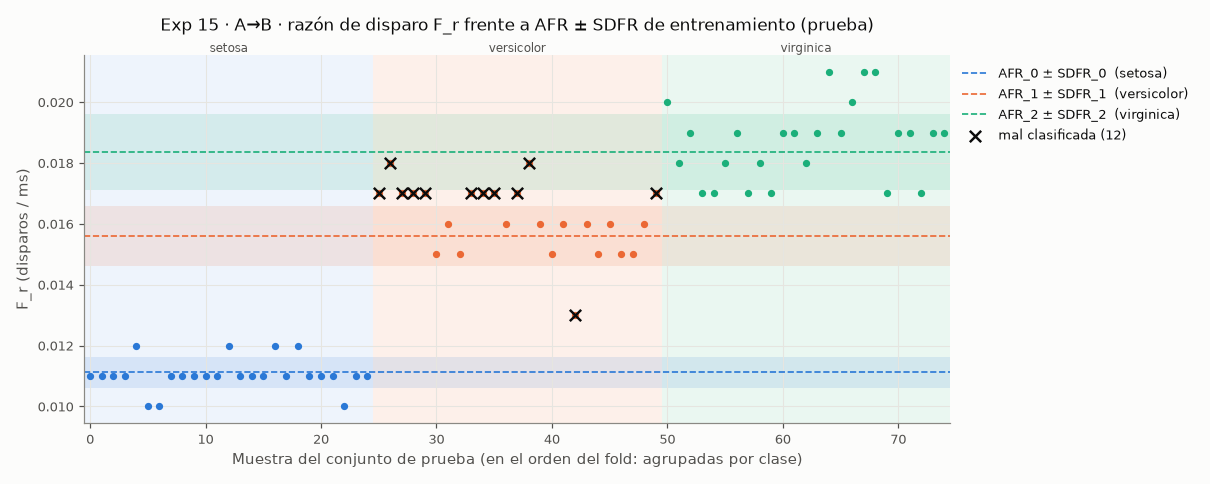 Exp 15 · A→B · razón de disparo F_r frente a AFR ± SDFR de entrenamiento (prueba)
setosa versicolor virginica
AFR_0 ± SDFR_0 (setosa)
AFR_1 ± SDFR_1 (versicolor)
AFR_2 ± SDFR_2 (virginica)
mal clasificada (12)
F_r (disparos / ms)
0.020
0.018
0.016
0.014
0.012
0.010
0 10 20 30 40 50 60 70
Muestra del conjunto de prueba (en el orden del fold: agrupadas por clase)